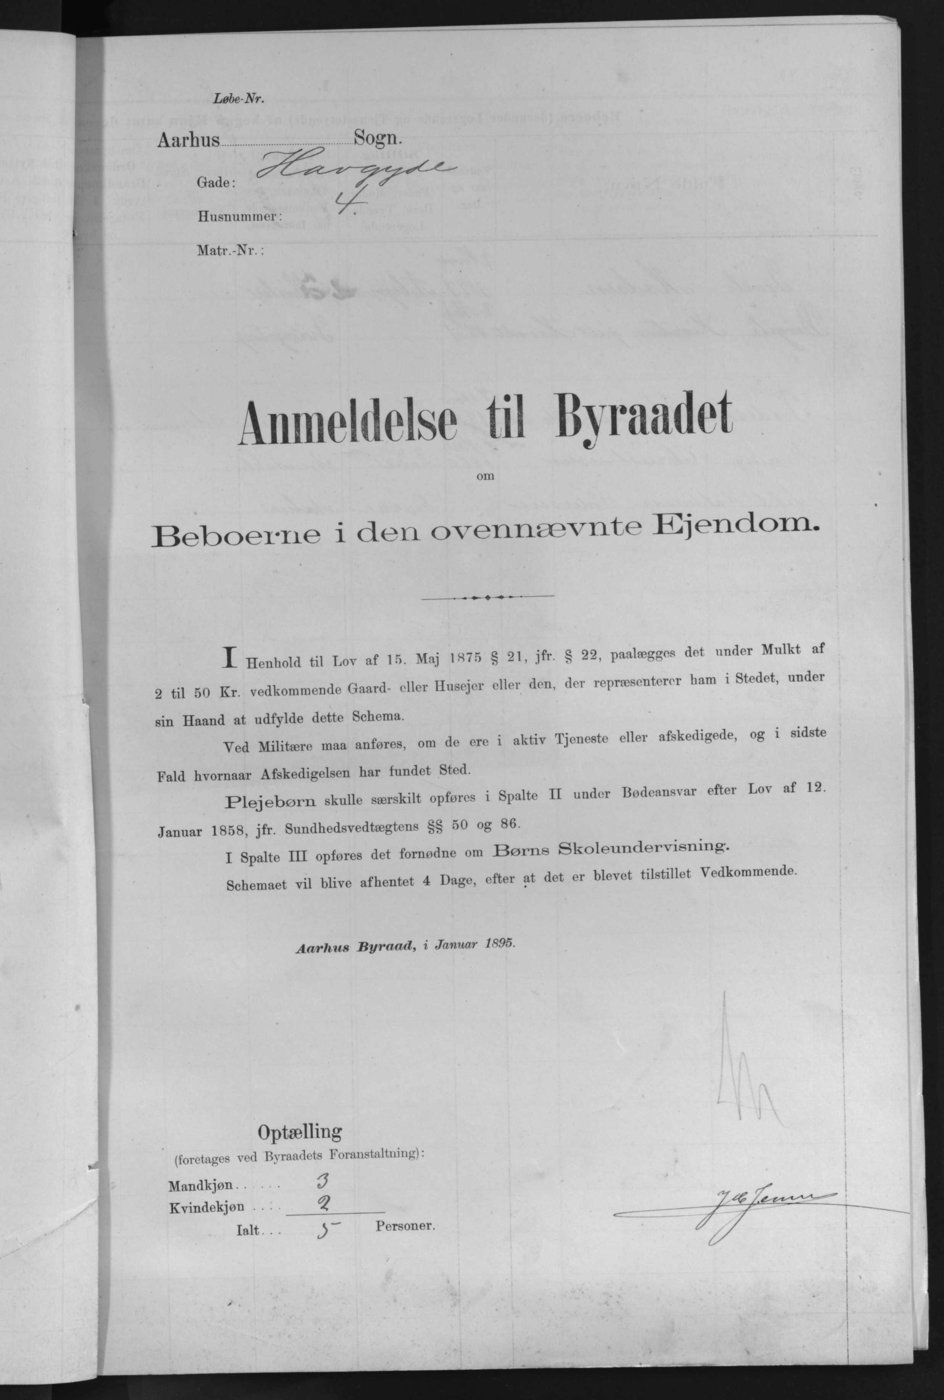 Løbe-Nr.
Aarhus Sogn.
Gade: Havgyde
Husnummer: 4.
Matr.-Nr.:
Anmeldelse til Byraadet
om
Beboerne i den ovennævnte Ejendom.
I Henhold til Lov af 15. Maj 1875 § 21, jfr. § 22, paalægges det under Mulkt af
2 til 50 Kr. vedkommende Gaard- eller Husejer eller den, der repræsenterer ham i Stedet, under
sin Haand at udfylde dette Schema.
Ved Militære maa anføres, om de ere i aktiv Tjeneste eller afskedigede, og i sidste
Fald hvornaar Afskedigelsen har fundet Sted.
Plejebørn skulle særskilt opføres i Spalte II under Bødeansvar efter Lov af 12.
Januar 1858, jfr. Sundhedsvedtægtens §§ 50 og 86.
I Spalte III opføres det fornødne om Børns Skoleundervisning.
Schemaet vil blive afhentet 4 Dage, efter at det er blevet tilstillet Vedkommende.
Aarhus Byraad, i Januar 1895.
Optælling
(foretages ved Byraadets Foranstaltning):
Mandkjøn...... 3
Kvindekjøn .... 2
Ialt... 5 Personer.